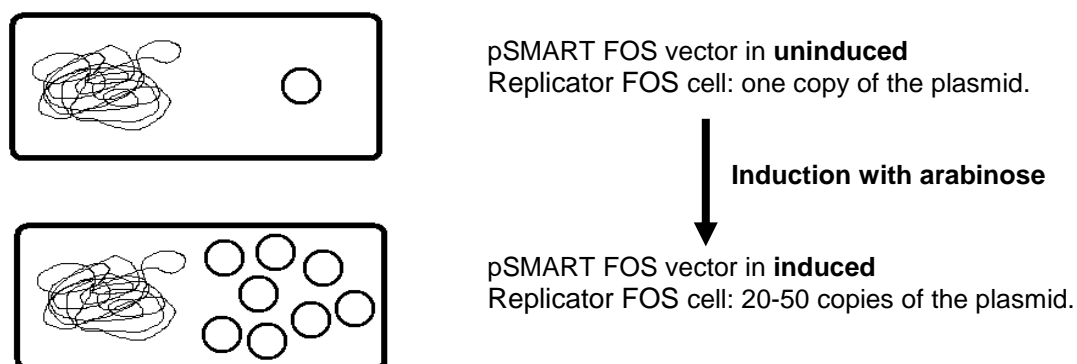 pSMART FOS vector in uninduced
Replicator FOS cell: one copy of the plasmid.
Induction with arabinose
pSMART FOS vector in induced
Replicator FOS cell: 20-50 copies of the plasmid.